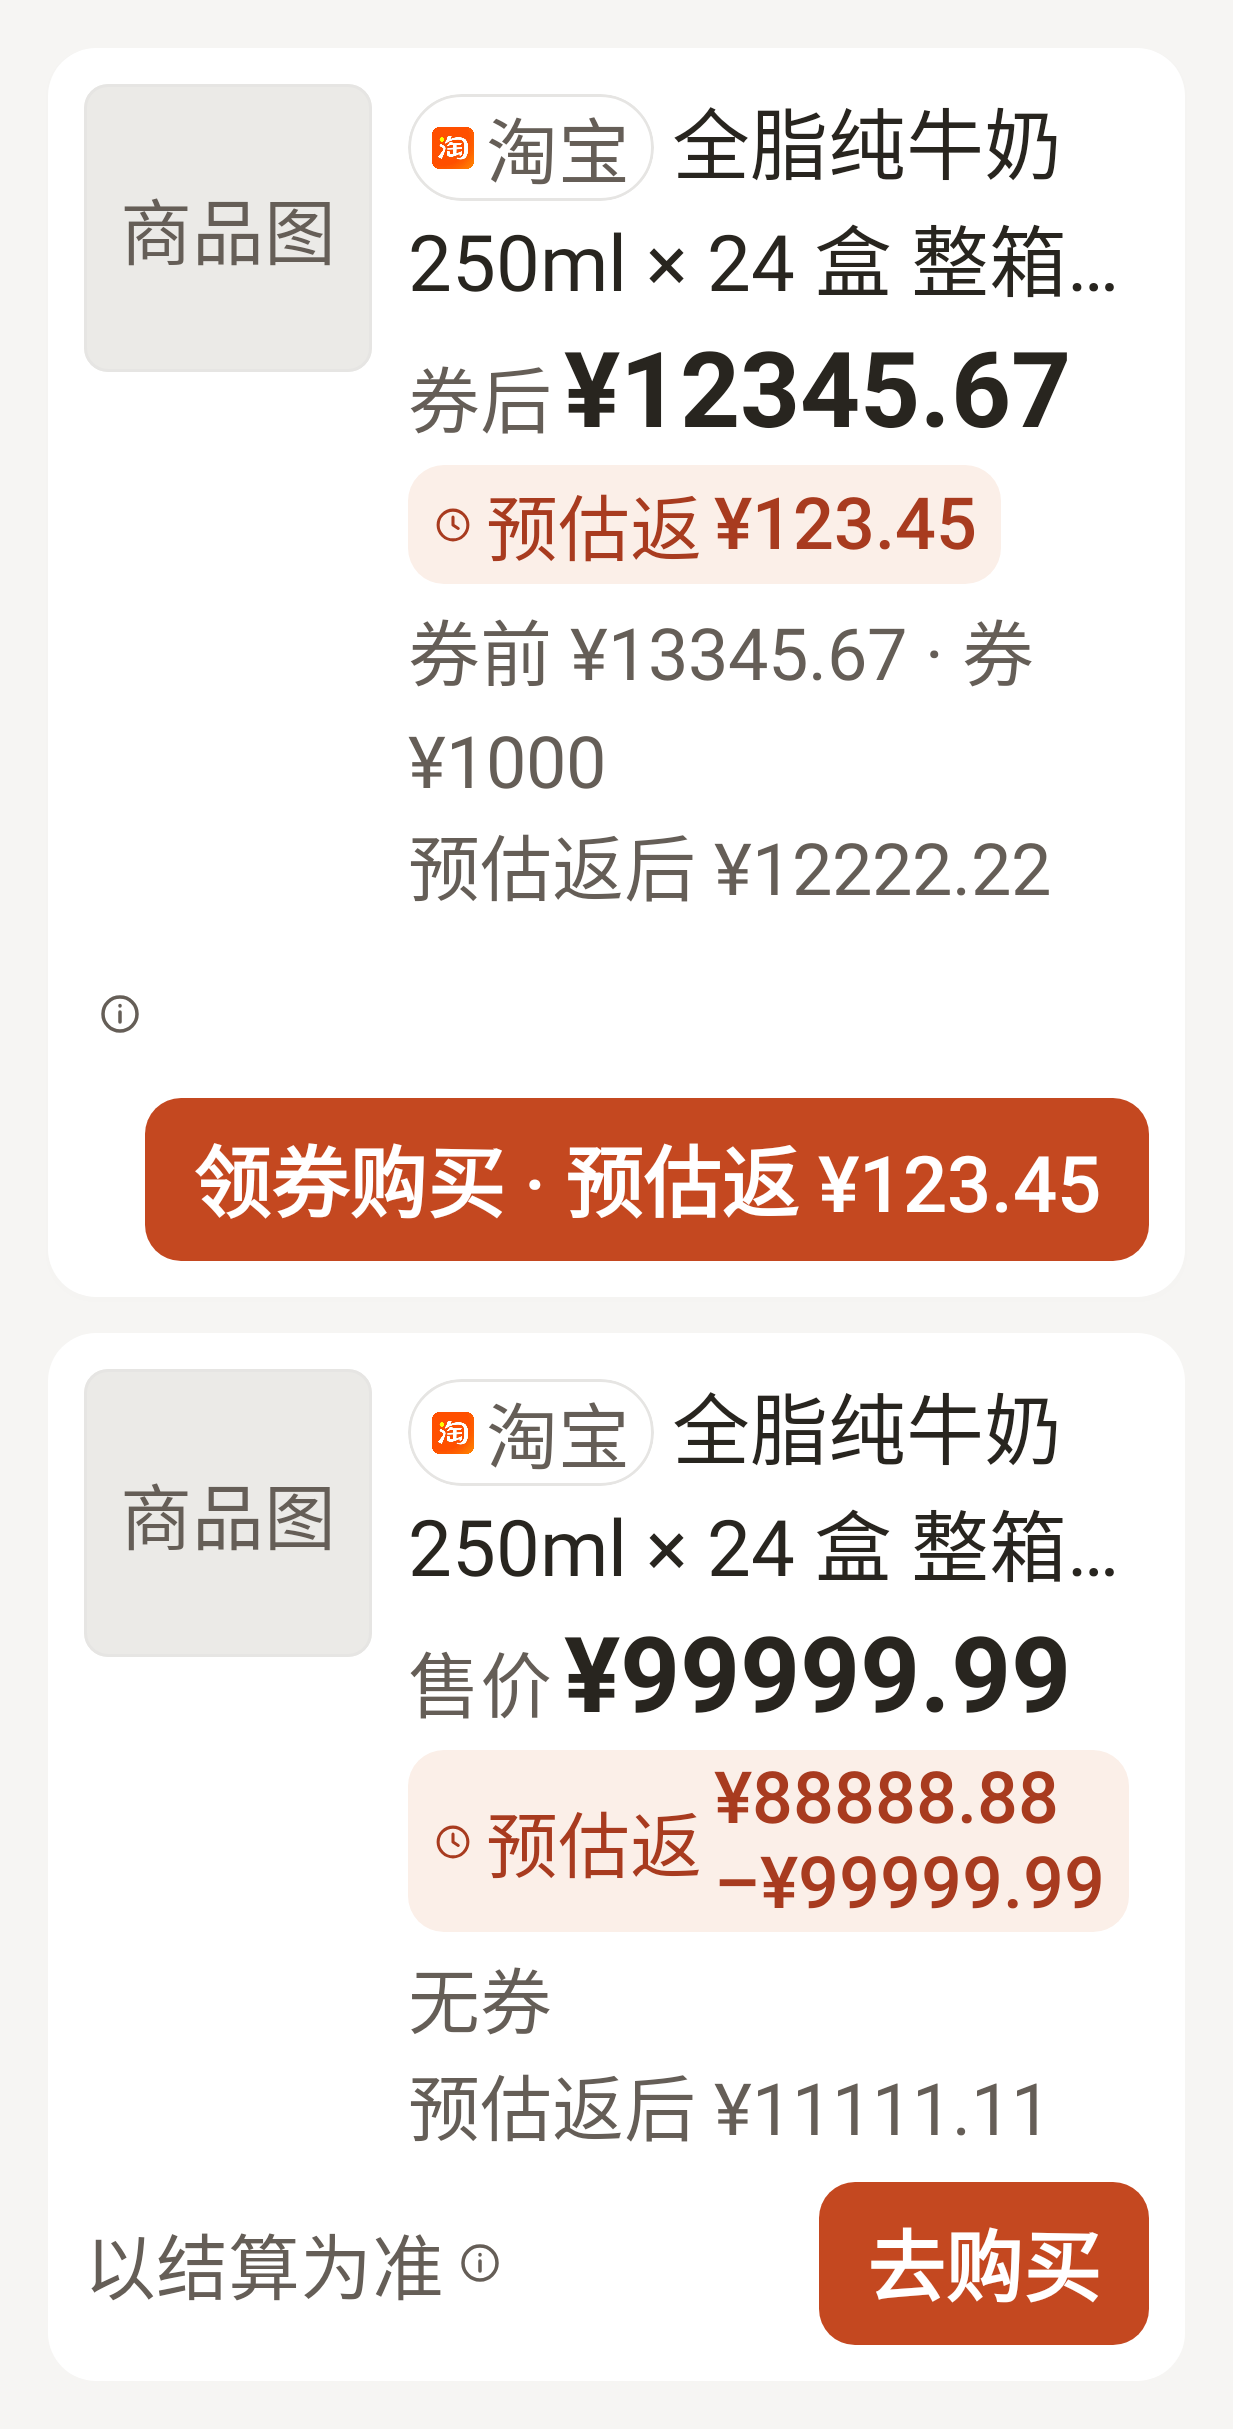 商品图
淘 淘宝 全脂纯牛奶
250ml × 24 盒 整箱…
券后 ¥12345.67
预估返 ¥123.45
券前 ¥13345.67 · 券
¥1000
预估返后 ¥12222.22
领券购买 · 预估返 ¥123.45
商品图
淘 淘宝 全脂纯牛奶
250ml × 24 盒 整箱…
售价 ¥99999.99
预估返 ¥88888.88
–¥99999.99
无券
预估返后 ¥11111.11
以结算为准
去购买